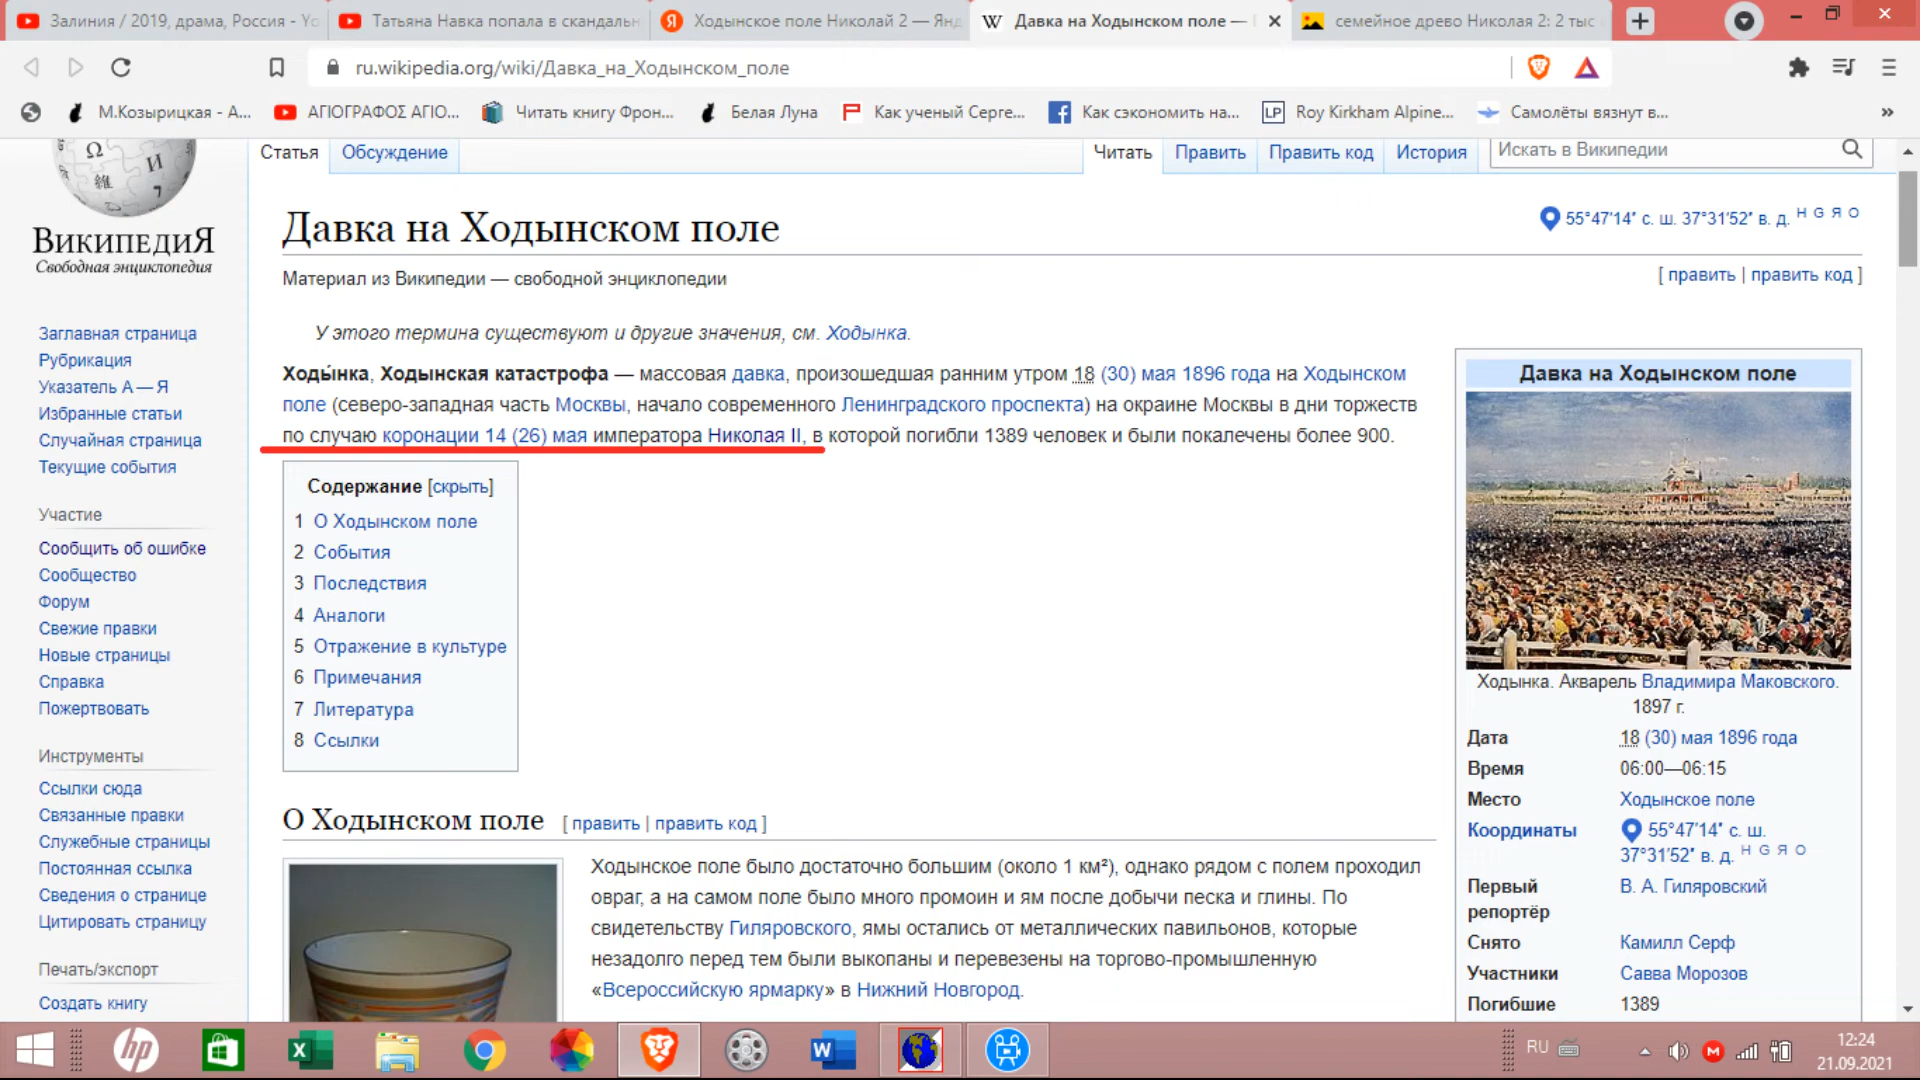 Залиния / 2019, драма, Россия - Yo
Татьяна Навка попала в скандальн
Ходынское поле Николай 2 — Янд
Давка на Ходынском поле —
семейное древо Николая 2: 2 тыс
ru.wikipedia.org/wiki/Давка_на_Ходынском_поле
М.Козырицкая - А...
ΑΓΙΟΓΡΑΦΟΣ ΑΓΙΟ...
Читать книгу Фрон...
Белая Луна
Как ученый Серге...
Как сэкономить на...
LP Roy Kirkham Alpine...
Самолёты вязнут в...
»
Статья
Обсуждение
Читать
Править
Править код
История
Искать в Википедии
ВикипедиЯ
Свободная энциклопедия
Заглавная страница
Рубрикация
Указатель А — Я
Избранные статьи
Случайная страница
Текущие события
Участие
Сообщить об ошибке
Сообщество
Форум
Свежие правки
Новые страницы
Справка
Пожертвовать
Инструменты
Ссылки сюда
Связанные правки
Служебные страницы
Постоянная ссылка
Сведения о странице
Цитировать страницу
Печать/экспорт
Создать книгу
Давка на Ходынском поле
55°47′14″ с. ш. 37°31′52″ в. д. H G Я O
Материал из Википедии — свободной энциклопедии
[ править | править код ]
У этого термина существуют и другие значения, см. Ходынка.
Ходы́нка, Ходынская катастрофа — массовая давка, произошедшая ранним утром 18 (30) мая 1896 года на Ходынском
поле (северо-западная часть Москвы, начало современного Ленинградского проспекта) на окраине Москвы в дни торжеств
по случаю коронации 14 (26) мая императора Николая II, в которой погибли 1389 человек и были покалечены более 900.
Содержание [скрыть]
1 О Ходынском поле
2 События
3 Последствия
4 Аналоги
5 Отражение в культуре
6 Примечания
7 Литература
8 Ссылки
О Ходынском поле [ править | править код ]
Ходынское поле было достаточно большим (около 1 км²), однако рядом с полем проходил
овраг, а на самом поле было много промоин и ям после добычи песка и глины. По
свидетельству Гиляровского, ямы остались от металлических павильонов, которые
незадолго перед тем были выкопаны и перевезены на торгово-промышленную
«Всероссийскую ярмарку» в Нижний Новгород.
Давка на Ходынском поле
Ходынка. Акварель Владимира Маковского.
1897 г.
Дата 18 (30) мая 1896 года
Время 06:00—06:15
Место Ходынское поле
Координаты 55°47′14″ с. ш.
37°31′52″ в. д. H G Я O
Первый В. А. Гиляровский
репортёр
Снято Камилл Серф
Участники Савва Морозов
Погибшие 1389
hp
RU
12:24
21.09.2021